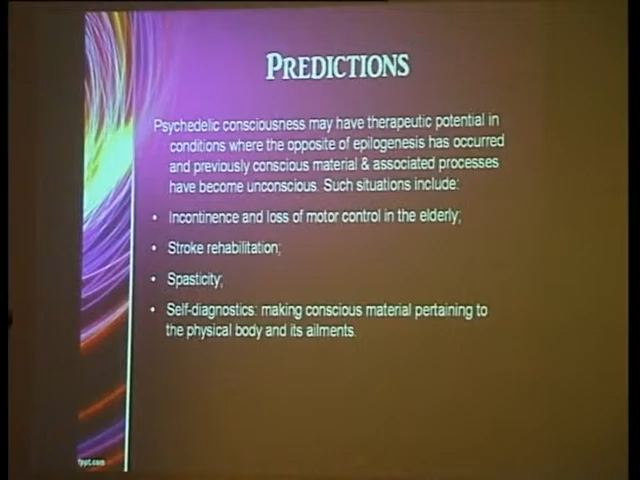 PREDICTIONS
Psychedelic consciousness may have therapeutic potential in
conditions where the opposite of epilogenesis has occurred
and previously conscious material & associated processes
have become unconscious. Such situations include:
• Incontinence and loss of motor control in the elderly;
• Stroke rehabilitation;
• Spasticity;
• Self-diagnostics: making conscious material pertaining to
the physical body and its ailments.
fppt.com